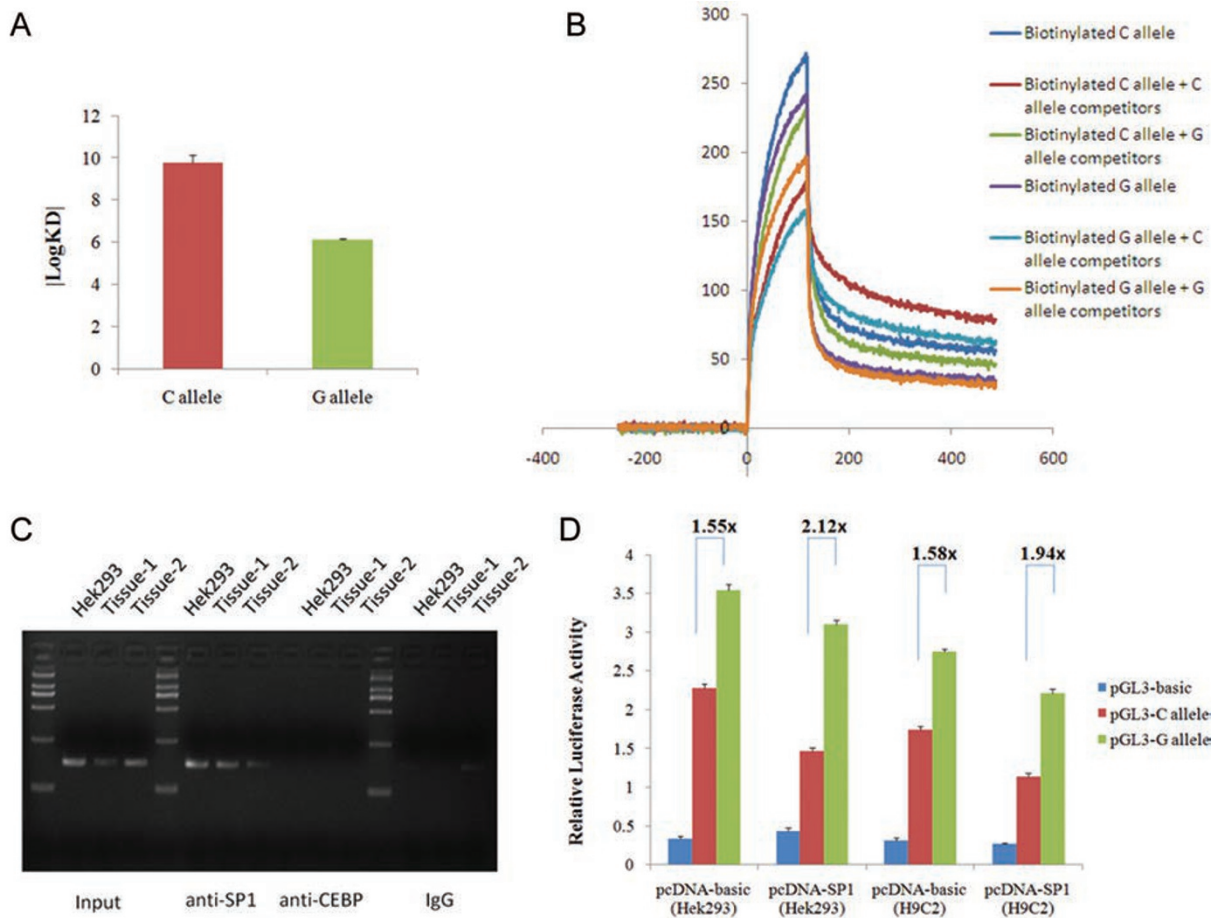 A
12
10
8
6
4
2
0
|LogKD|
C allele
G allele
B
300
250
200
150
100
50
0
-400
-200
0
200
400
600
Biotinylated C allele
Biotinylated C allele + C
allele competitors
Biotinylated C allele + G
allele competitors
Biotinylated G allele
Biotinylated G allele + C
allele competitors
Biotinylated G allele + G
allele competitors
C
Hek293
Tissue-1
Tissue-2
Hek293
Tissue-1
Tissue-2
Hek293
Tissue-1
Tissue-2
Hek293
Tissue-1
Tissue-2
Input
anti-SP1
anti-CEBP
IgG
D
1.55x
2.12x
1.58x
1.94x
4
3.5
3
2.5
2
1.5
1
0.5
0
Relative Luciferase Activity
pcDNA-basic
(Hek293)
pcDNA-SP1
(Hek293)
pcDNA-basic
(H9C2)
pcDNA-SP1
(H9C2)
pGL3-basic
pGL3-C allele
pGL3-G allele